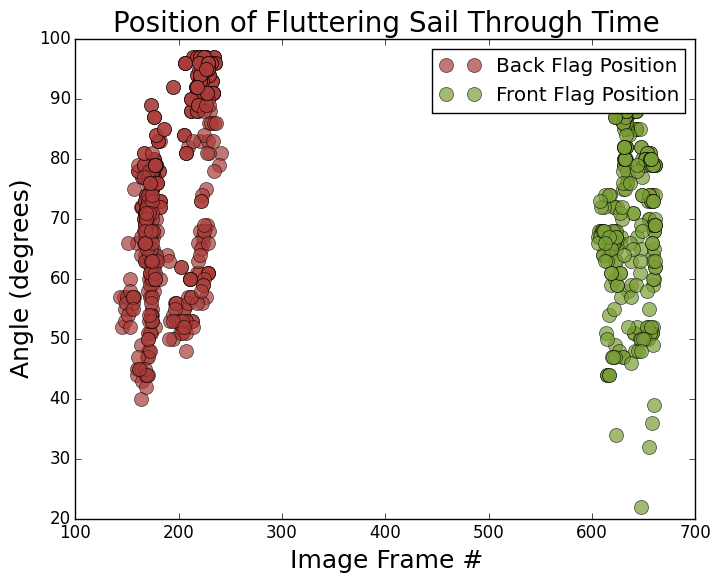 Position of Fluttering Sail Through Time
Back Flag Position
Front Flag Position
Angle (degrees)
100
90
80
70
60
50
40
30
20
100 200 300 400 500 600 700
Image Frame #